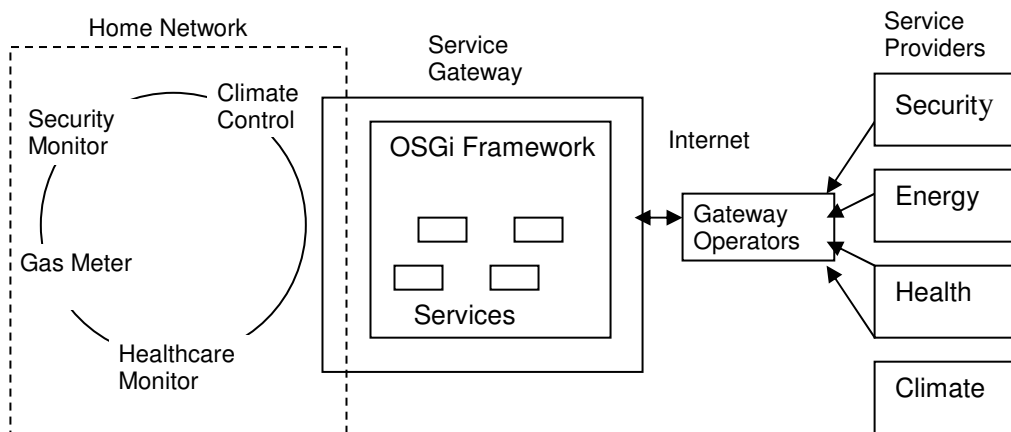 Home Network
Climate
Control
Security
Monitor
Gas Meter
Healthcare
Monitor
Service
Gateway
OSGi Framework
Services
Internet
Gateway
Operators
Service
Providers
Security
Energy
Health
Climate